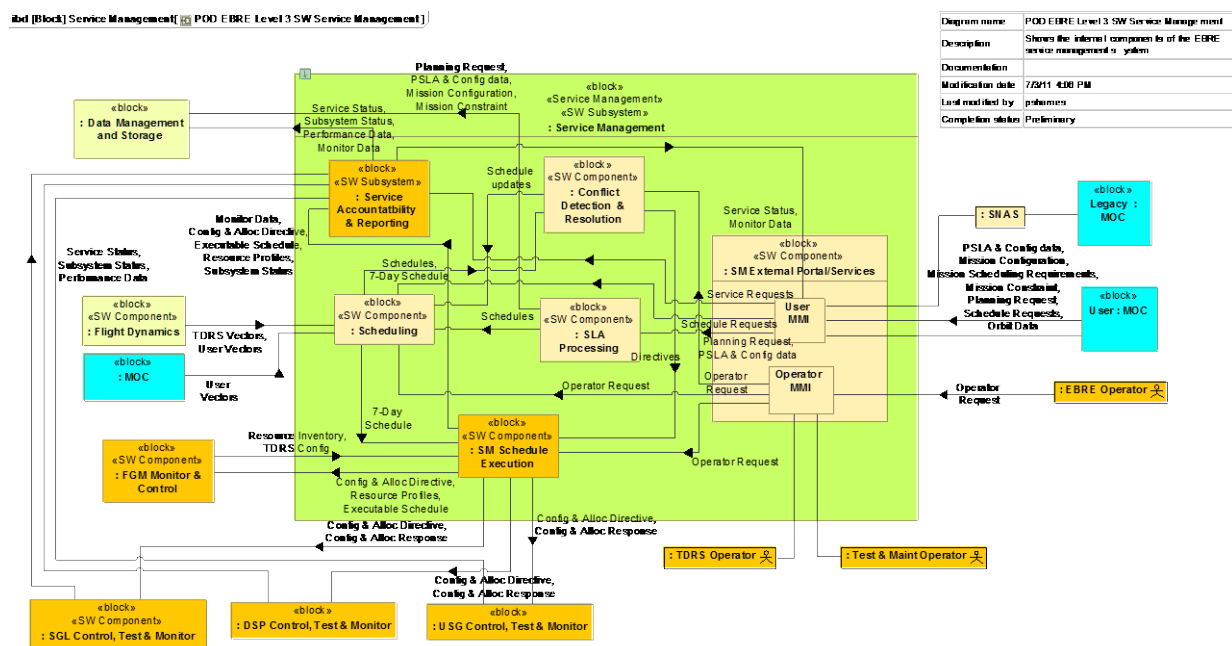 ibd [Block] Service Management[ POD EBRE Level 3 SW Service Management ]
Diagram name POD EBRE Level 3 SW Service Management
Description Shows the internal components of the EBRE
service management s ystem
Documentation
Modification date 7/3/11 4:08 PM
Last modified by pshames
Completion status Preliminary
Planning Request,
PSLA & Config data,
Mission Configuration,
Mission Constraint
«block»
«Service Management»
«SW Subsystem»
: Service Management
«block»
: Data Management
and Storage
Service Status,
Subsystem Status,
Performance Data,
Monitor Data
«block»
«SW Subsystem»
: Service
Accountability
& Reporting
Schedule
updates
«block»
«SW Component»
: Conflict
Detection &
Resolution
Service Status,
Monitor Data
«block»
«SW Component»
: SM External Portal/Services
: SNAS
«block»
Legacy :
MOC
Monitor Data,
Config & Alloc Directive,
Executable Schedule,
Resource Profiles,
Subsystem Status
Service Status,
Subsystem Status,
Performance Data
Schedules,
7-Day Schedule
PSLA & Config data,
Mission Configuration,
Mission Scheduling Requirements,
Mission Constraint,
Planning Request,
Schedule Requests,
Orbit Data
«block»
User : MOC
«block»
«SW Component»
: Flight Dynamics
TDRS Vectors,
User Vectors
«block»
«SW Component»
: Scheduling
Schedules
«block»
«SW Component»
: SLA
Processing
Service Requests
User
MMI
Schedule Requests
Planning Request,
PSLA & Config data
Directives
«block»
: MOC
User
Vectors
Operator Request
Operator
Request
Operator
MMI
Operator
Request
: EBRE Operator
7-Day
Schedule
Resource Inventory,
TDRS Config
«block»
«SW Component»
: SM Schedule
Execution
Operator Request
«block»
«SW Component»
: FGM Monitor &
Control
Config & Alloc Directive,
Resource Profiles,
Executable Schedule
Config & Alloc Directive,
Config & Alloc Response
Config & Alloc Directive,
Config & Alloc Response
: TDRS Operator
: Test & Maint Operator
Config & Alloc Directive,
Config & Alloc Response
«block»
«SW Component»
: SGL Control, Test & Monitor
«block»
: DSP Control, Test & Monitor
«block»
: USG Control, Test & Monitor